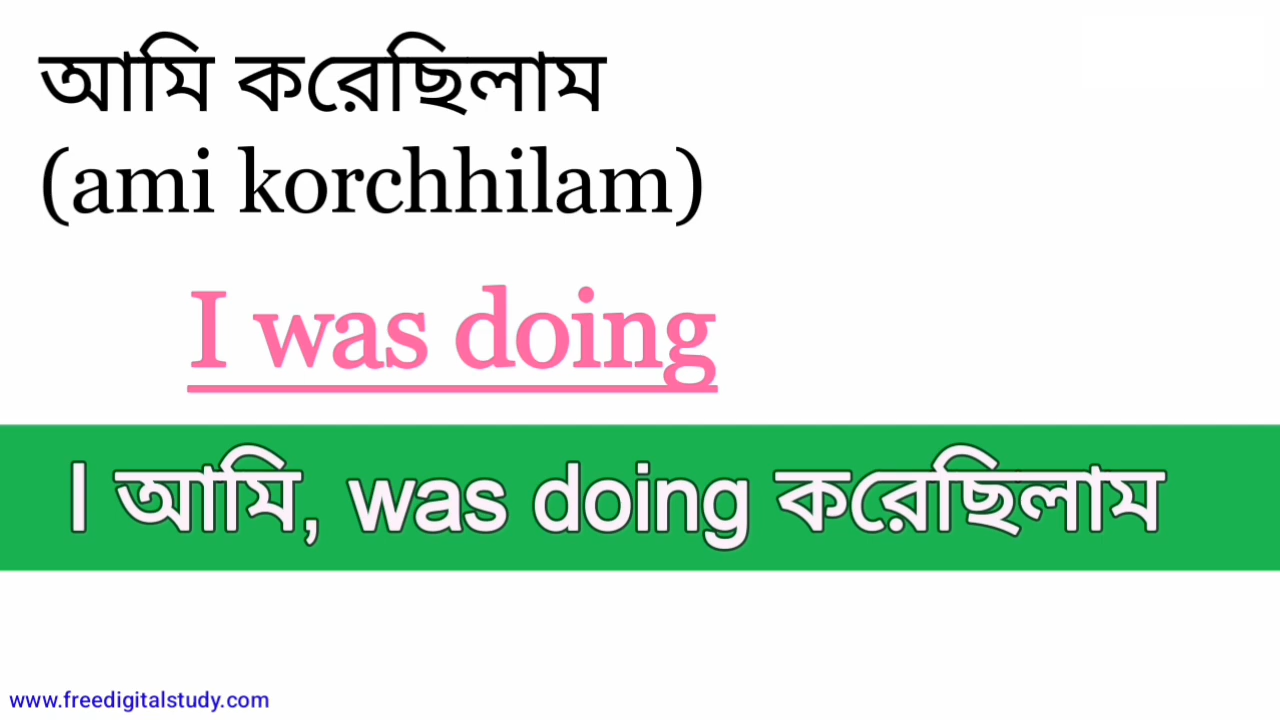 আমি করেছিলাম
(ami korchhilam)
I was doing
I আমি, was doing করেছিলাম
www.freedigitalstudy.com